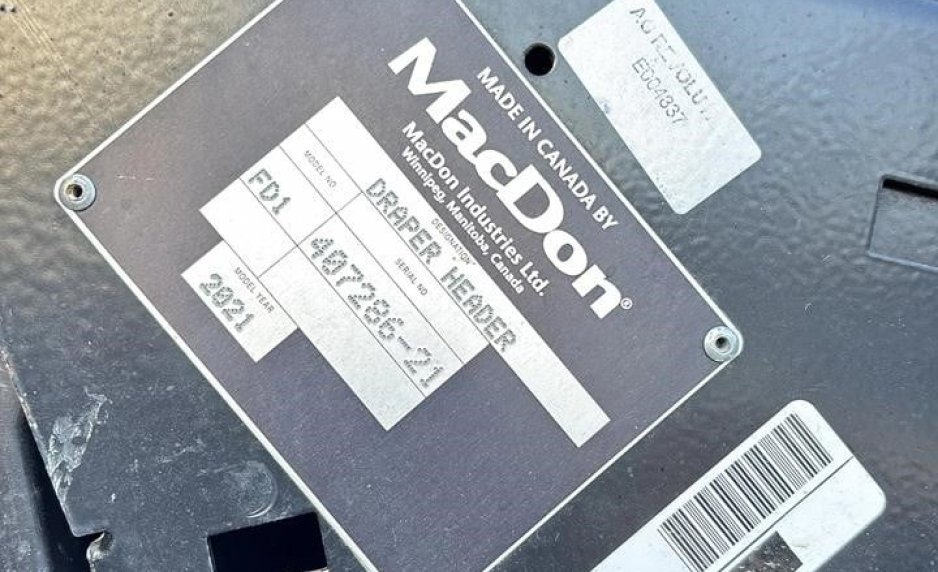 MADE IN CANADA BY
MacDon®
MacDon Industries Ltd.
Winnipeg, Manitoba, Canada
DESIGNATION
DRAPER HEADER
MODEL NO
SERIAL NO
FD1
407286-21
MODEL YEAR
2021
E004337